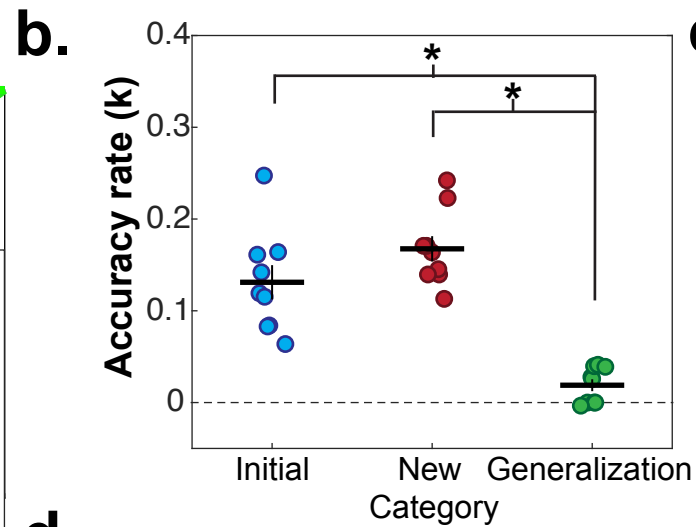 b.
0.4
*
*
0.3
0.2
0.1
0
Accuracy rate (k)
Initial
New
Generalization
Category